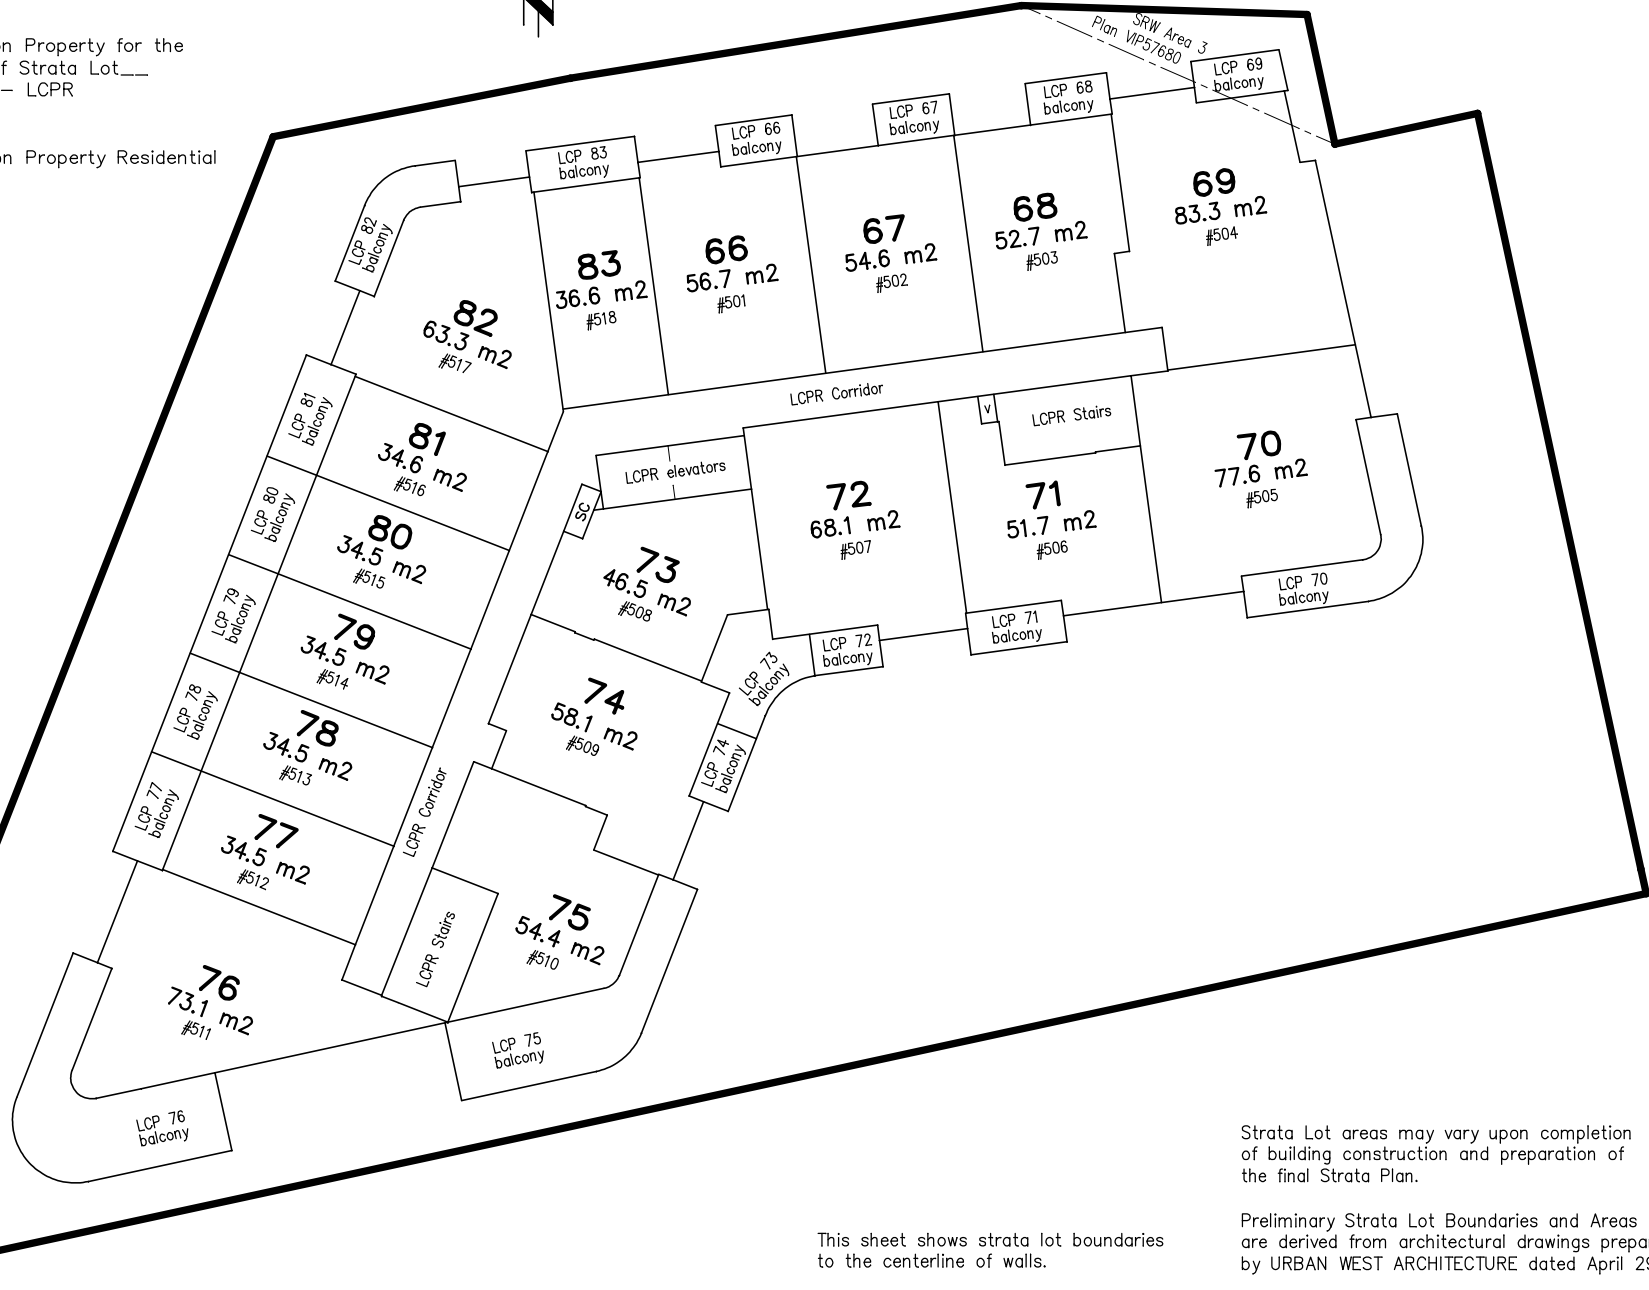 on Property for the
f Strata Lot__
– LCPR
on Property Residential
SRW Area 3
Plan VIP57680
LCP 69
balcony
LCP 68
balcony
LCP 67
balcony
LCP 66
balcony
LCP 83
balcony
LCP 82
balcony
69
83.3 m2
#504
68
52.7 m2
#503
67
54.6 m2
#502
66
56.7 m2
#501
83
36.6 m2
#518
82
63.3 m2
#517
LCPR Corridor
V
LCPR Stairs
LCPR elevators
SC
LCP 81
balcony
81
34.6 m2
#516
70
77.6 m2
#505
71
51.7 m2
#506
72
68.1 m2
#507
LCP 80
balcony
80
34.5 m2
#515
73
46.5 m2
#508
LCP 70
balcony
LCP 71
balcony
LCP 72
balcony
LCP 73
balcony
LCP 79
balcony
79
34.5 m2
#514
74
58.1 m2
#509
LCP 74
balcony
LCP 78
balcony
78
34.5 m2
#513
LCP 77
balcony
77
34.5 m2
#512
LCPR Corridor
75
54.4 m2
#510
LCPR Stairs
76
73.1 m2
#511
LCP 75
balcony
LCP 76
balcony
This sheet shows strata lot boundaries
to the centerline of walls.
Strata Lot areas may vary upon completion
of building construction and preparation of
the final Strata Plan.
Preliminary Strata Lot Boundaries and Areas
are derived from architectural drawings prepa
by URBAN WEST ARCHITECTURE dated April 29